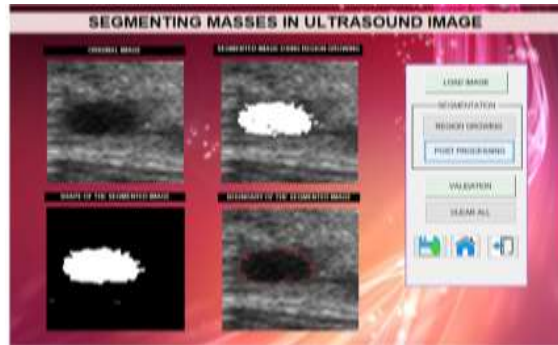 SEGMENTING MASSES IN ULTRASOUND IMAGE
ORIGINAL IMAGE
SEGMENTED IMAGE USING REGION GROWING
SHAPE OF THE SEGMENTED IMAGE
BOUNDARY OF THE SEGMENTED IMAGE
LOAD IMAGE
SEGMENTATION
REGION GROWING
POST PROCESSING
VALIDATION
CLEAR ALL